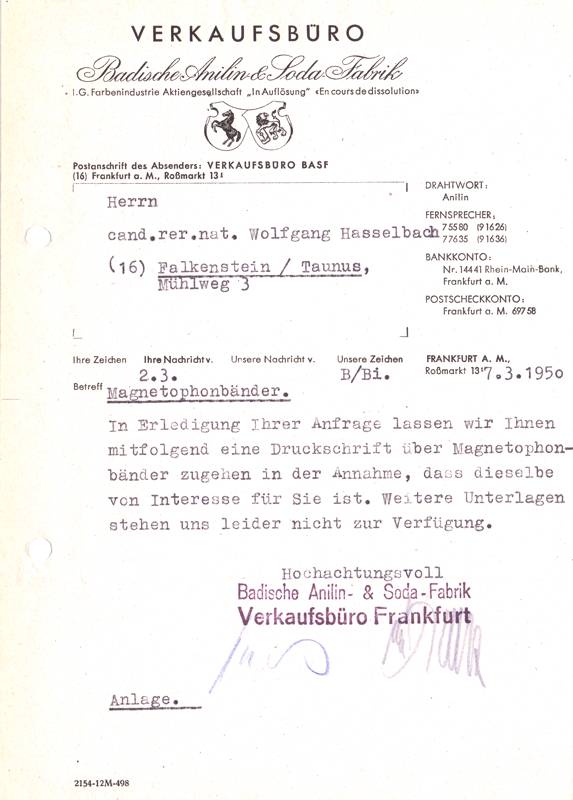 VERKAUFSBÜRO
Badische Anilin- & Soda-Fabrik
I.G. Farbenindustrie Aktiengesellschaft „In Auflösung" «En cours de dissolution»
Postanschrift des Absenders: VERKAUFSBÜRO BASF
(16) Frankfurt a. M., Roßmarkt 13
Herrn
cand.rer.nat. Wolfgang Hasselbach
(16) Falkenstein / Taunus,
Mühlweg 3
DRAHTWORT:
Anilin
FERNSPRECHER:
75580 (91626)
77635 (91636)
BANKKONTO:
Nr. 14441 Rhein-Main-Bank,
Frankfurt a. M.
POSTSCHECKKONTO:
Frankfurt a. M. 69758
Ihre Zeichen Ihre Nachricht v. Unsere Nachricht v. Unsere Zeichen FRANKFURT A. M.,
2.3. B/Bi. Roßmarkt 13 7.3.1950
Betreff Magnetophonbänder.
In Erledigung Ihrer Anfrage lassen wir Ihnen
mitfolgend eine Druckschrift über Magnetophon-
bänder zugehen in der Annahme, dass dieselbe
von Interesse für Sie ist. Weitere Unterlagen
stehen uns leider nicht zur Verfügung.
Hochachtungsvoll
Badische Anilin- & Soda-Fabrik
Verkaufsbüro Frankfurt
Anlage.
2154-12M-498